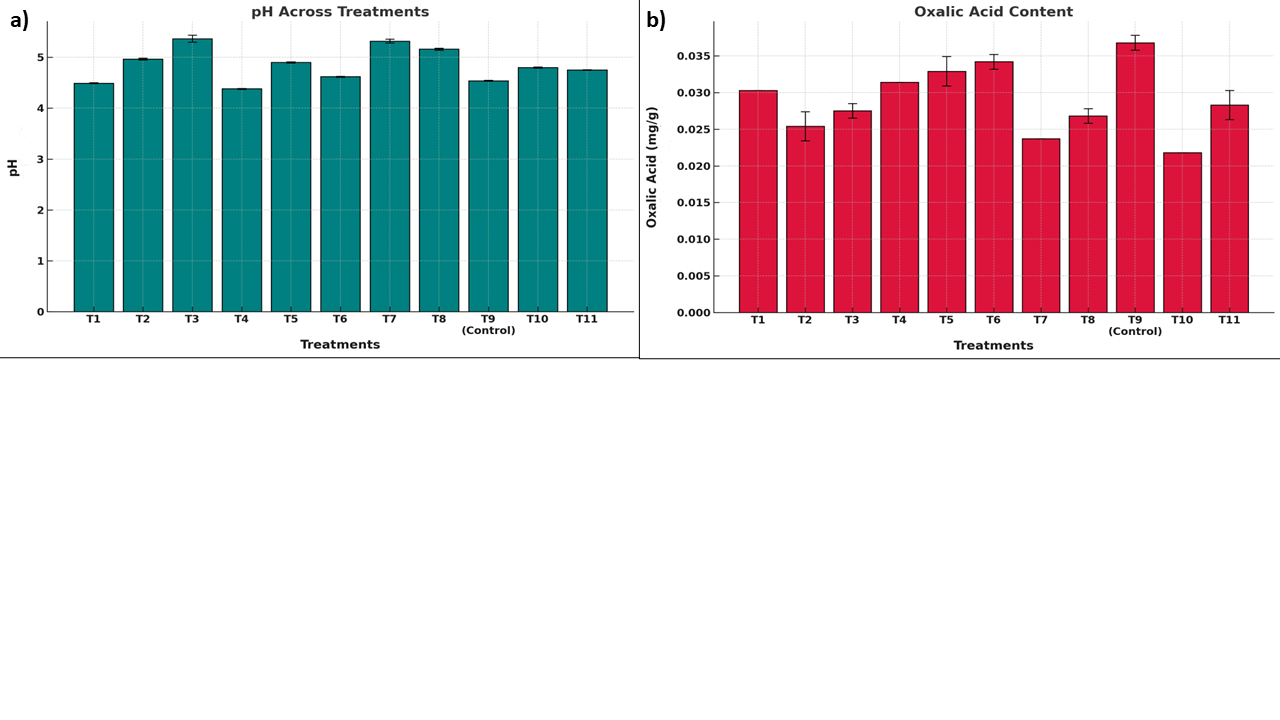 a)
pH Across Treatments
5
4
3
2
1
0
pH
T1 T2 T3 T4 T5 T6 T7 T8 T9 T10 T11
(Control)
Treatments
b)
Oxalic Acid Content
0.035
0.030
0.025
0.020
0.015
0.010
0.005
0.000
Oxalic Acid (mg/g)
T1 T2 T3 T4 T5 T6 T7 T8 T9 T10 T11
(Control)
Treatments